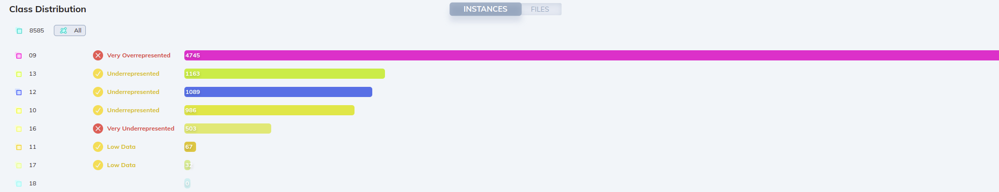 Class Distribution INSTANCES FILES
8585 All
09 Very Overrepresented 4745
13 Underrepresented 1163
12 Underrepresented 1089
10 Underrepresented 986
16 Very Underrepresented 503
11 Low Data 67
17 Low Data 32
18 0